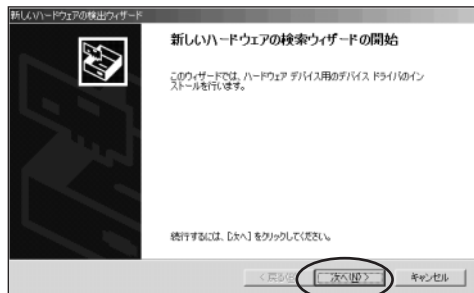 新しいハードウェアの検出ウィザード
新しいハードウェアの検索ウィザードの開始
このウィザードでは、ハードウェア デバイス用のデバイス ドライバのイン
ストールを行います。
続行するには、[次へ] をクリックしてください。
< 戻る(B) 次へ(N) > キャンセル